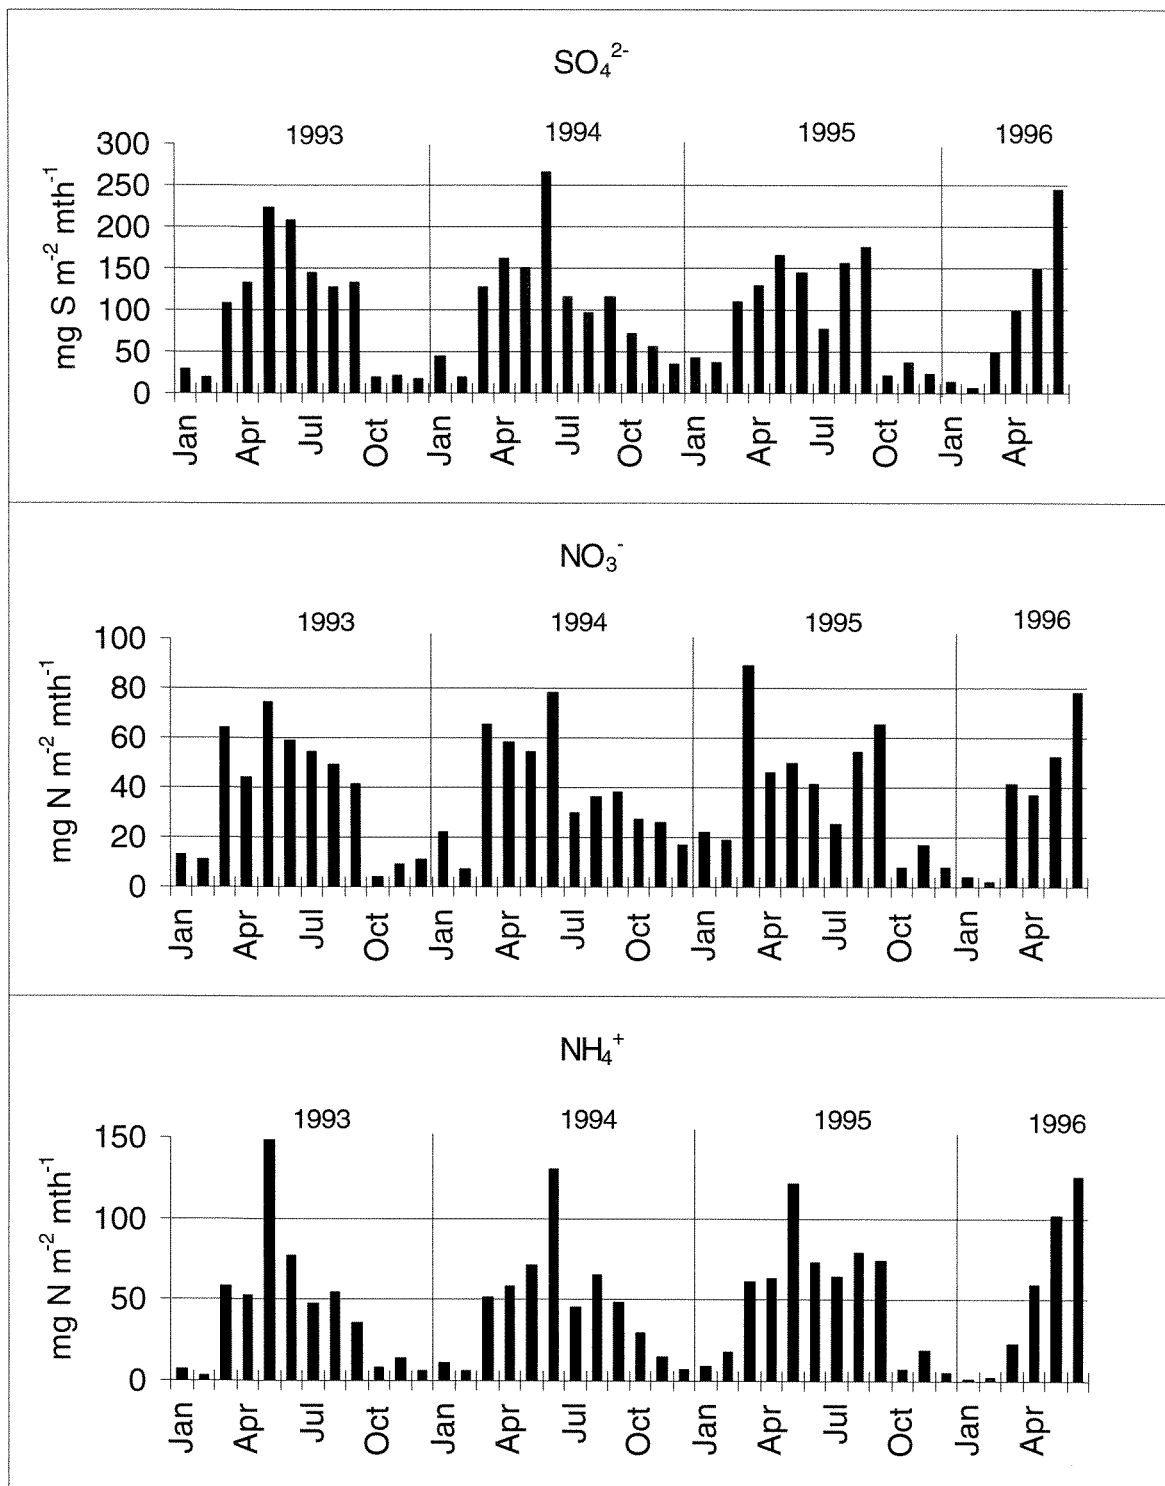 SO₄²⁻
1993 1994 1995 1996
mg S m⁻² mth⁻¹
300
250
200
150
100
50
0
Jan Apr Jul Oct Jan Apr Jul Oct Jan Apr Jul Oct Jan Apr
NO₃⁻
1993 1994 1995 1996
mg N m⁻² mth⁻¹
100
80
60
40
20
0
Jan Apr Jul Oct Jan Apr Jul Oct Jan Apr Jul Oct Jan Apr
NH₄⁺
1993 1994 1995 1996
mg N m⁻² mth⁻¹
150
100
50
0
Jan Apr Jul Oct Jan Apr Jul Oct Jan Apr Jul Oct Jan Apr